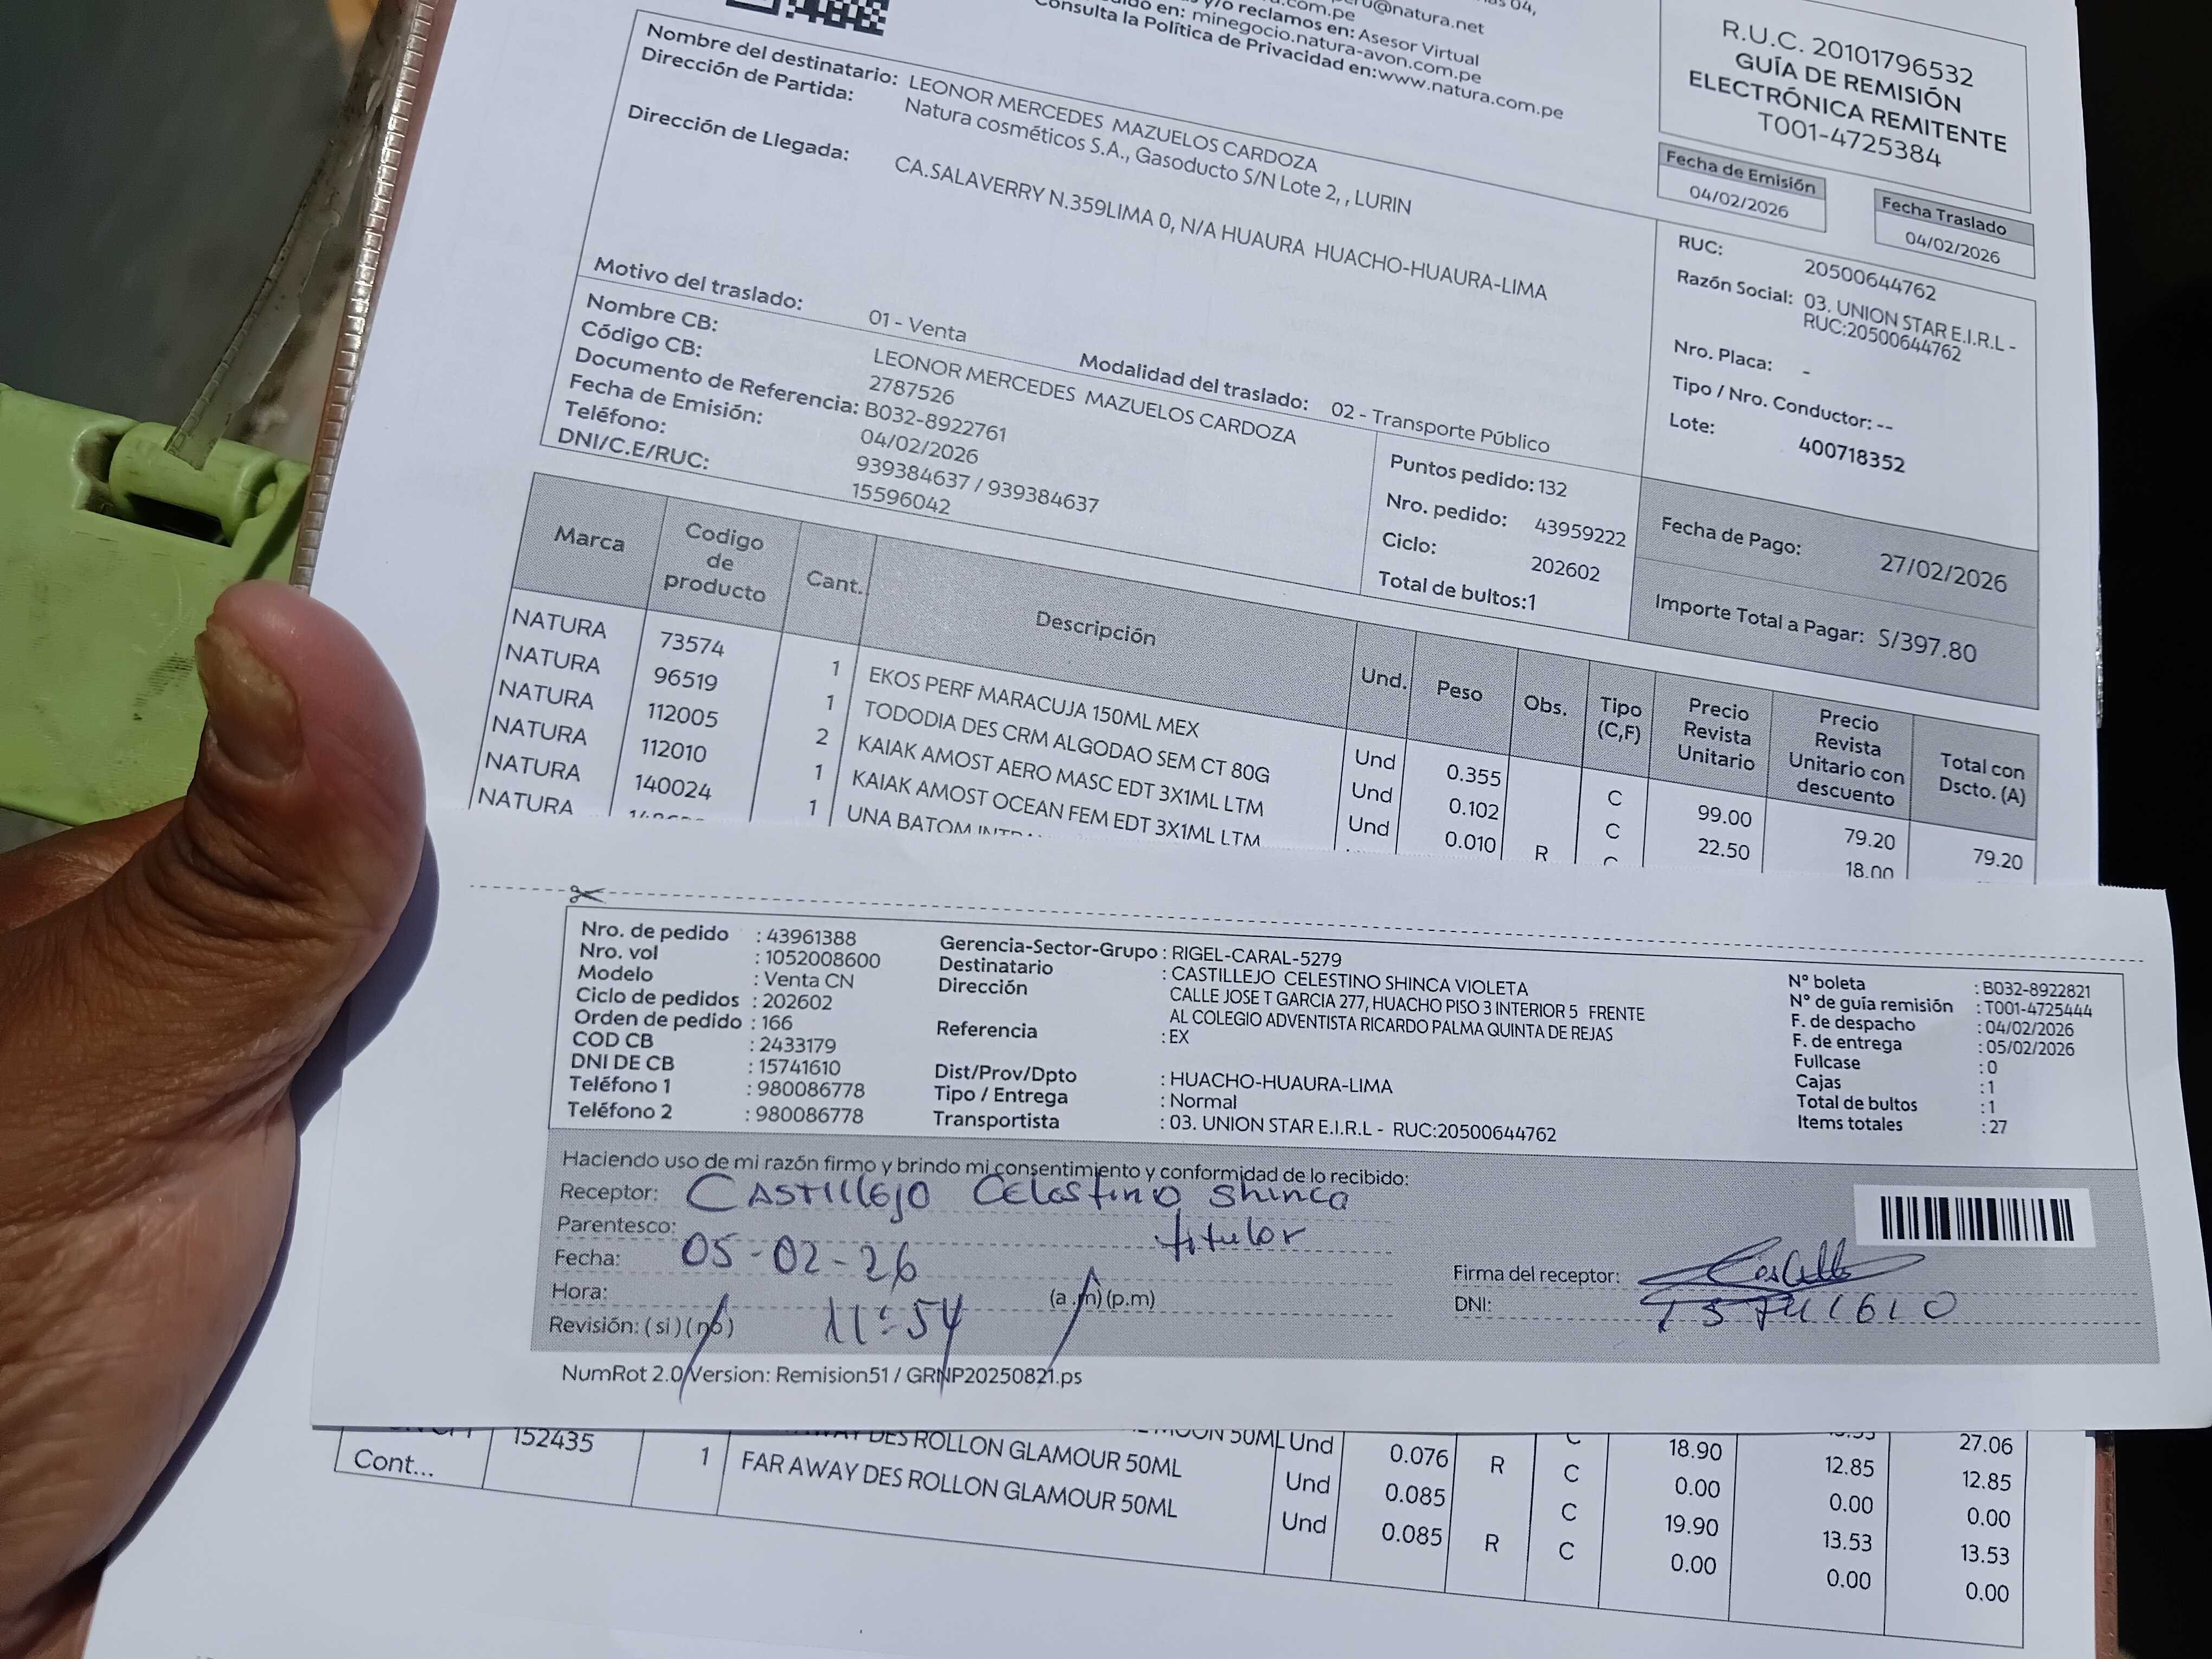 y/o reclamos en: Asesor Virtual
minegocio.natura-avon.com.pe
Consulta la Política de Privacidad en:www.natura.com.pe
R.U.C. 20101796532
GUÍA DE REMISIÓN
ELECTRÓNICA REMITENTE
T001-4725384
Fecha de Emisión
04/02/2026
Fecha Traslado
04/02/2026
Nombre del destinatario: LEONOR MERCEDES MAZUELOS CARDOZA
Dirección de Partida: Natura cosméticos S.A., Gasoducto S/N Lote 2, , LURIN
Dirección de Llegada: CA.SALAVERRY N.359LIMA 0, N/A HUAURA HUACHO-HUAURA-LIMA
RUC: 20500644762
Razón Social: 03. UNION STAR E.I.R.L -
RUC:20500644762
Nro. Placa: -
Tipo / Nro. Conductor: --
Lote: 400718352
Motivo del traslado: 01 - Venta Modalidad del traslado: 02 - Transporte Público
Nombre CB: LEONOR MERCEDES MAZUELOS CARDOZA
Código CB: 2787526
Documento de Referencia: B032-8922761
Fecha de Emisión: 04/02/2026
Teléfono: 939384637 / 939384637
DNI/C.E/RUC: 15596042
Puntos pedido: 132
Nro. pedido: 43959222
Ciclo: 202602
Total de bultos:1
Fecha de Pago: 27/02/2026
Importe Total a Pagar: S/397.80
Marca Codigo de producto Cant. Descripción Und. Peso Obs. Tipo (C,F) Precio Revista Unitario Precio Revista Unitario con descuento Total con Dscto. (A)
NATURA 73574 1 EKOS PERF MARACUJA 150ML MEX Und 0.355 C 99.00 79.20 79.20
NATURA 96519 1 TODODIA DES CRM ALGODAO SEM CT 80G Und 0.102 C 22.50 18.00
NATURA 112005 2 KAIAK AMOST AERO MASC EDT 3X1ML LTM Und 0.010 R
NATURA 112010 1 KAIAK AMOST OCEAN FEM EDT 3X1ML LTM
NATURA 140024 1 UNA BATOM
NATURA
Nro. de pedido : 43961388
Nro. vol : 1052008600
Modelo : Venta CN
Ciclo de pedidos : 202602
Orden de pedido : 166
COD CB : 2433179
DNI DE CB : 15741610
Teléfono 1 : 980086778
Teléfono 2 : 980086778
Gerencia-Sector-Grupo : RIGEL-CARAL-5279
Destinatario : CASTILLEJO CELESTINO SHINCA VIOLETA
Dirección CALLE JOSE T GARCIA 277, HUACHO PISO 3 INTERIOR 5 FRENTE
AL COLEGIO ADVENTISTA RICARDO PALMA QUINTA DE REJAS
Referencia : EX
Dist/Prov/Dpto : HUACHO-HUAURA-LIMA
Tipo / Entrega : Normal
Transportista : 03. UNION STAR E.I.R.L - RUC:20500644762
N° boleta : B032-8922821
N° de guía remisión : T001-4725444
F. de despacho : 04/02/2026
F. de entrega : 05/02/2026
Fullcase : 0
Cajas : 1
Total de bultos : 1
Items totales : 27
Haciendo uso de mi razón firmo y brindo mi consentimiento y conformidad de lo recibido:
Receptor: Castillejo Celestino Shinca
Parentesco: titular
Fecha: 05-02-26
Hora: 11:54 (a .m) (p.m)
Revisión: ( si ) ( no )
Firma del receptor:
DNI: 15741610
NumRot 2.0/Version: Remision51 / GRNP20250821.ps
MOON 50ML Und 0.076 R C 18.90 12.85 27.06
DES ROLLON GLAMOUR 50ML Und 0.085 C 0.00 0.00 12.85
152435 1 FAR AWAY DES ROLLON GLAMOUR 50ML Und 0.085 R C 19.90 13.53 0.00
Cont... C 0.00 0.00 13.53
0.00